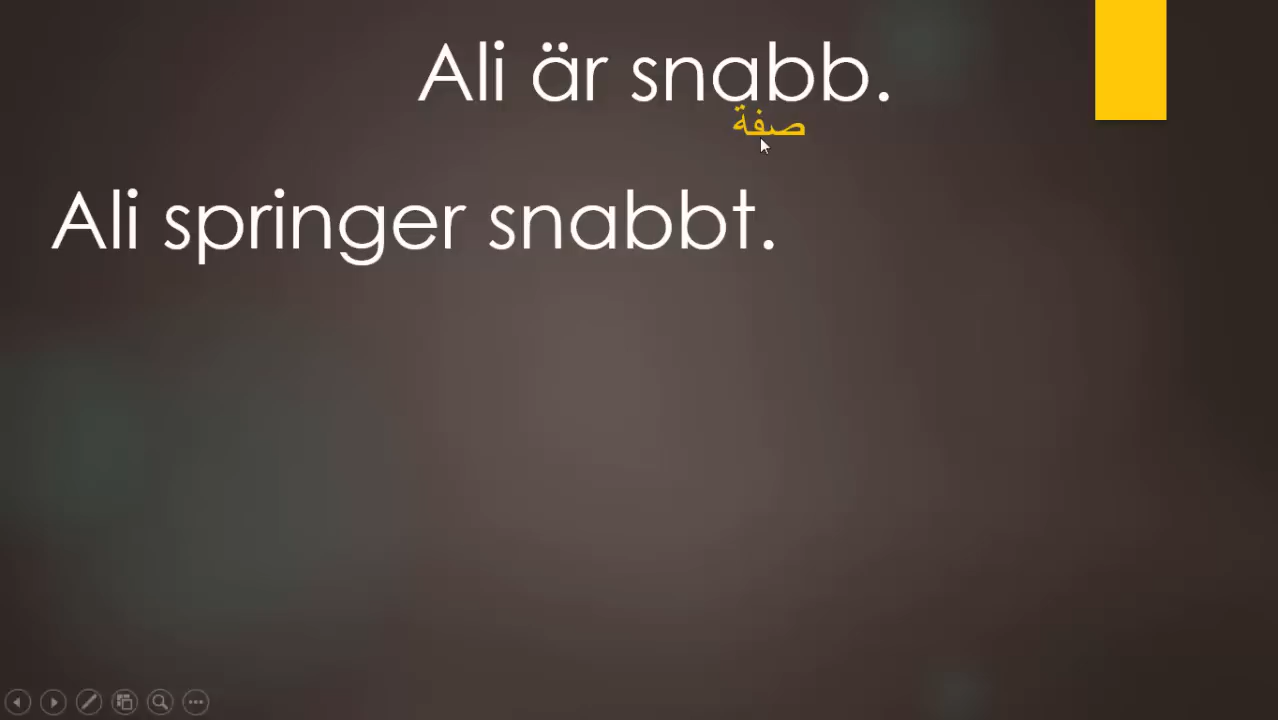 Ali är snabb.
صفة
Ali springer snabbt.